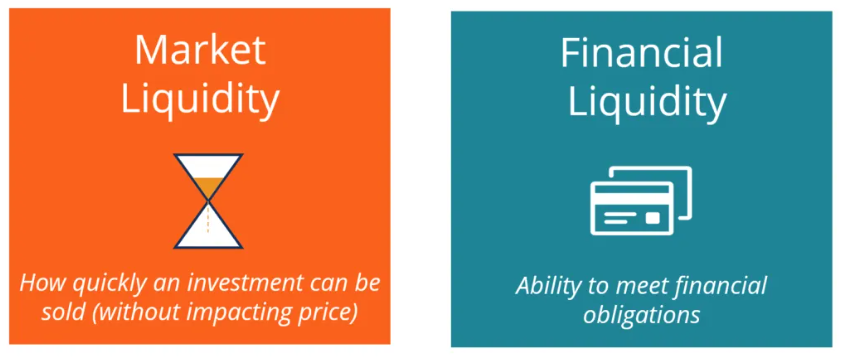 Market
Liquidity
How quickly an investment can be
sold (without impacting price)
Financial
Liquidity
Ability to meet financial
obligations